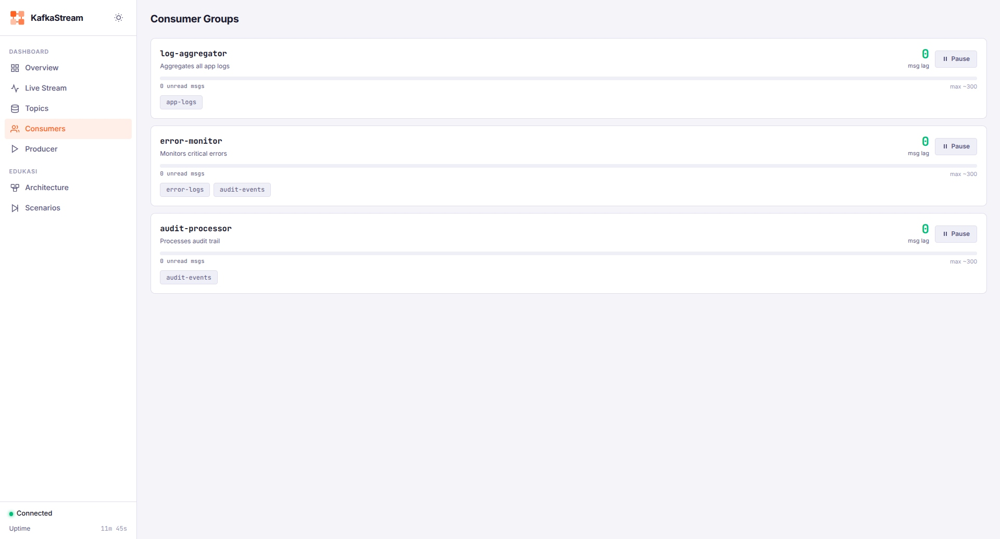 KafkaStream
DASHBOARD
Overview
Live Stream
Topics
Consumers
Producer
EDUKASI
Architecture
Scenarios
Connected
Uptime 11m 45s
Consumer Groups
log-aggregator
Aggregates all app logs
0
msg lag
Pause
0 unread msgs
max ~300
app-logs
error-monitor
Monitors critical errors
0
msg lag
Pause
0 unread msgs
max ~300
error-logs audit-events
audit-processor
Processes audit trail
0
msg lag
Pause
0 unread msgs
max ~300
audit-events